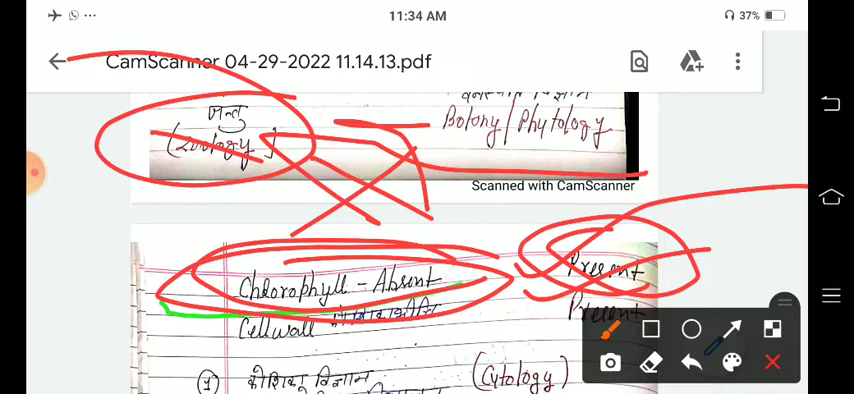 11:34 AM
37%
CamScanner 04-29-2022 11.14.13.pdf
जन्तु
(Zoology)
Botony/Phytology
Scanned with CamScanner
Chlorophyll - Absent Present
Cellwall Present
(1) कोशिका विज्ञान (Cytology)